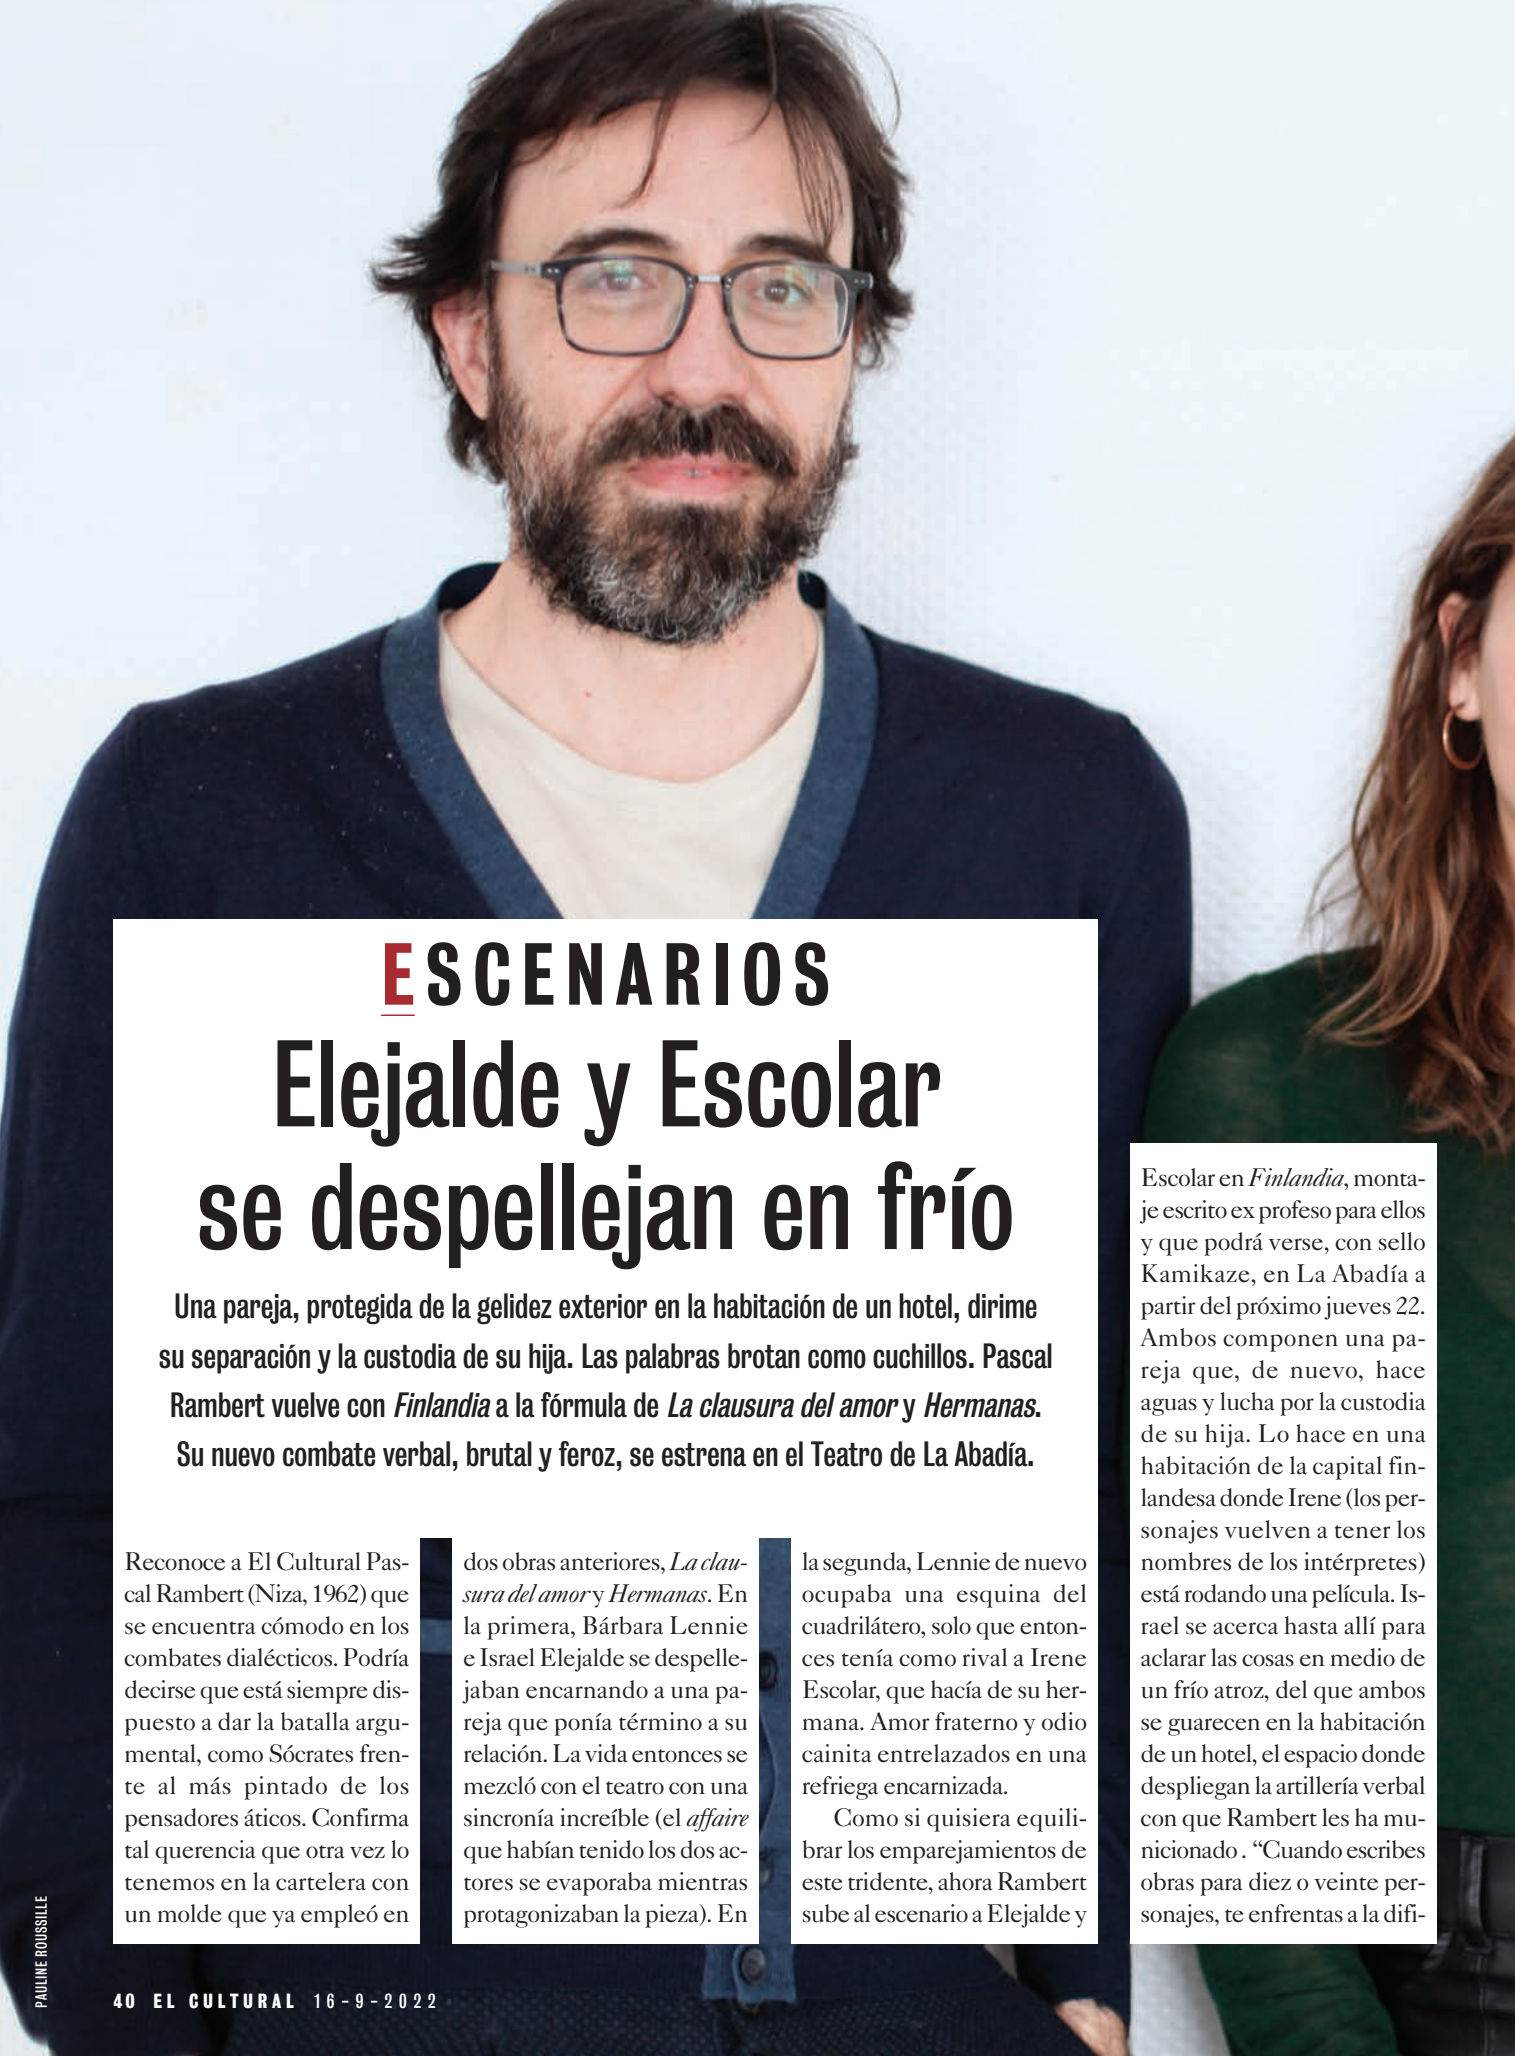 ESCENARIOS
Elejalde y Escolar
se despellejan en frío
Una pareja, protegida de la gelidez exterior en la habitación de un hotel, dirime
su separación y la custodia de su hija. Las palabras brotan como cuchillos. Pascal
Rambert vuelve con Finlandia a la fórmula de La clausura del amor y Hermanas.
Su nuevo combate verbal, brutal y feroz, se estrena en el Teatro de La Abadía.
Reconoce a El Cultural Pas-
cal Rambert (Niza, 1962) que
se encuentra cómodo en los
combates dialécticos. Podría
decirse que está siempre dis-
puesto a dar la batalla argu-
mental, como Sócrates fren-
te al más pintado de los
pensadores áticos. Confirma
tal querencia que otra vez lo
tenemos en la cartelera con
un molde que ya empleó en
dos obras anteriores, La clau-
sura del amor y Hermanas. En
la primera, Bárbara Lennie
e Israel Elejalde se despelle-
jaban encarnando a una pa-
reja que ponía término a su
relación. La vida entonces se
mezcló con el teatro con una
sincronía increíble (el affaire
que habían tenido los dos ac-
tores se evaporaba mientras
protagonizaban la pieza). En
la segunda, Lennie de nuevo
ocupaba una esquina del
cuadrilátero, solo que enton-
ces tenía como rival a Irene
Escolar, que hacía de su her-
mana. Amor fraterno y odio
cainita entrelazados en una
refriega encarnizada.
Como si quisiera equili-
brar los emparejamientos de
este tridente, ahora Rambert
sube al escenario a Elejalde y
Escolar en Finlandia, monta-
je escrito ex profeso para ellos
y que podrá verse, con sello
Kamikaze, en La Abadía a
partir del próximo jueves 22.
Ambos componen una pa-
reja que, de nuevo, hace
aguas y lucha por la custodia
de su hija. Lo hace en una
habitación de la capital fin-
landesa donde Irene (los per-
sonajes vuelven a tener los
nombres de los intérpretes)
está rodando una película. Is-
rael se acerca hasta allí para
aclarar las cosas en medio de
un frío atroz, del que ambos
se guarecen en la habitación
de un hotel, el espacio donde
despliegan la artillería verbal
con que Rambert les ha mu-
nicionado . “Cuando escribes
obras para diez o veinte per-
sonajes, te enfrentas a la difi-
PAULINE ROUSSILLE
40 EL CULTURAL 16-9-2022